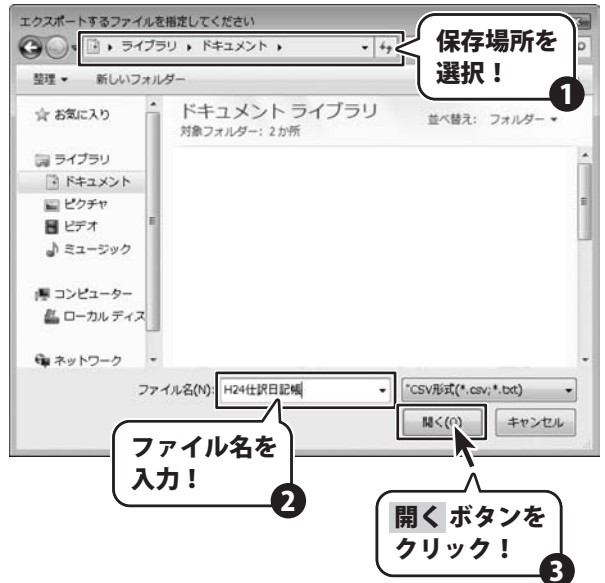 エクスポートするファイルを指定してください
ライブラリ ▸ ドキュメント ▸
保存場所を
選択！
1
整理 ▼ 新しいフォルダー
お気に入り
ライブラリ
ドキュメント
ピクチャ
ビデオ
ミュージック
コンピューター
ローカル ディス
ネットワーク
ドキュメント ライブラリ
対象フォルダー: 2か所
並べ替え: フォルダー ▼
ファイル名(N): H24仕訳日記帳
"CSV形式(*.csv;*.txt)
開く(O) キャンセル
ファイル名を
入力！
2
開く ボタンを
クリック！
3